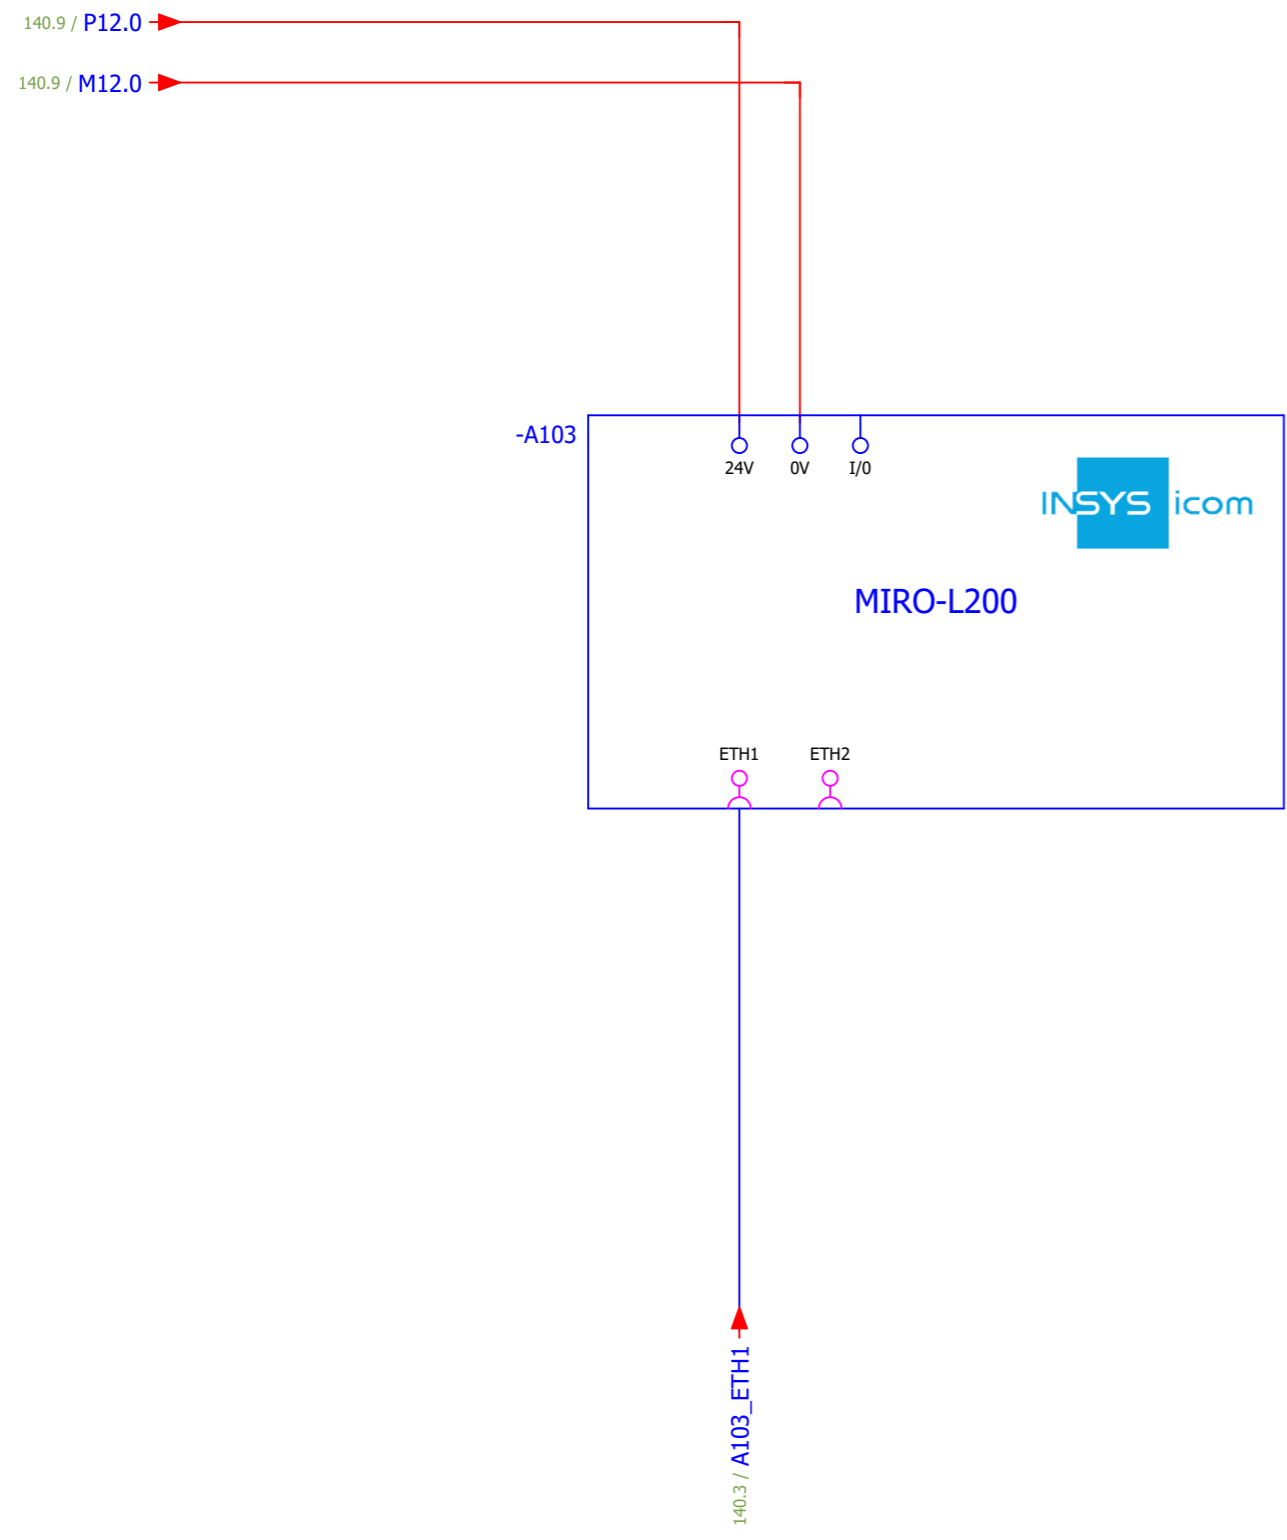 140.9 / P12.0
140.9 / M12.0
-A103
24V 0V I/0
INSYS icom
MIRO-L200
ETH1 ETH2
140.3 / A103_ETH1